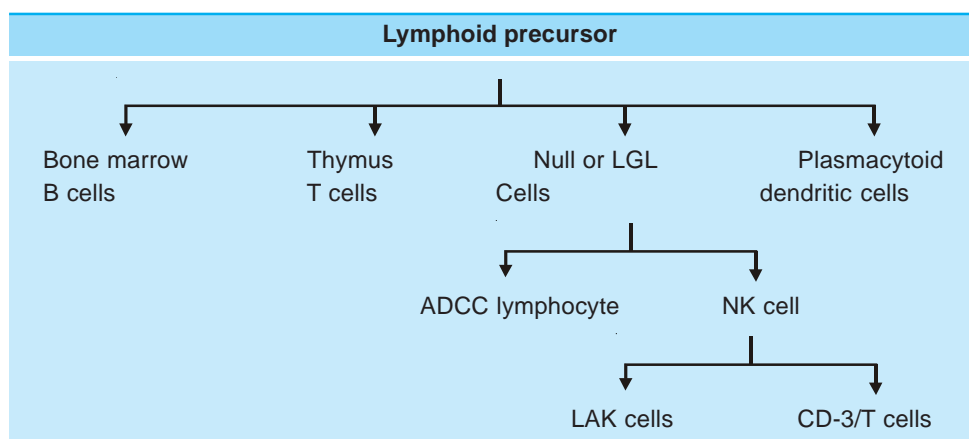 Lymphoid precursor
Bone marrow Thymus Null or LGL Plasmacytoid
B cells T cells Cells dendritic cells
ADCC lymphocyte NK cell
LAK cells CD-3/T cells